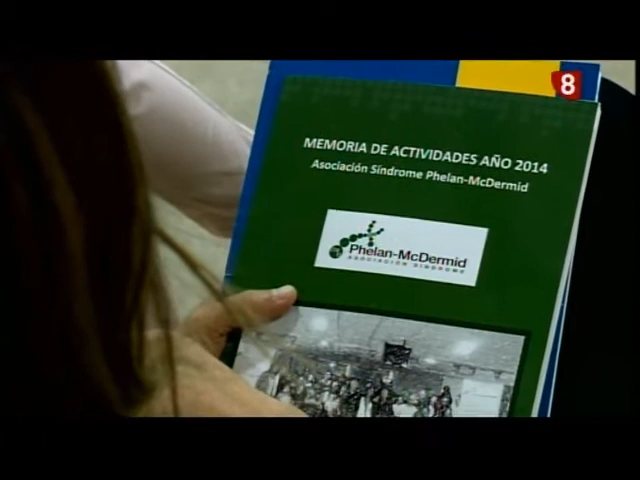 8
MEMORIA DE ACTIVIDADES AÑO 2014
Asociación Síndrome Phelan-McDermid
Phelan-McDermid
ASOCIACIÓN SÍNDROME